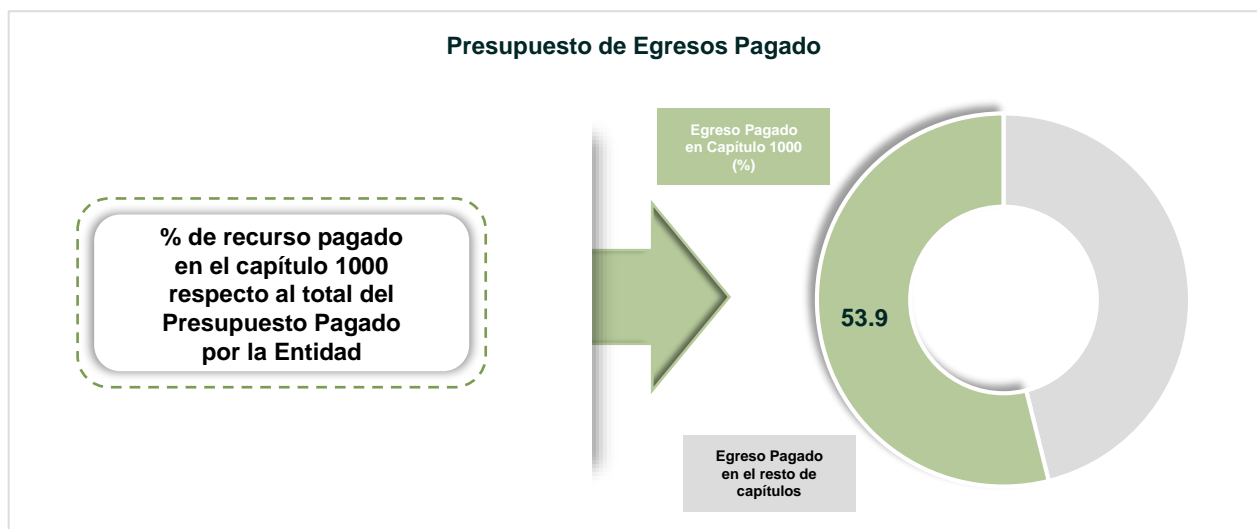 Presupuesto de Egresos Pagado
Egreso Pagado
en Capítulo 1000
(%)
% de recurso pagado
en el capítulo 1000
respecto al total del
Presupuesto Pagado
por la Entidad
53.9
Egreso Pagado
en el resto de
capítulos